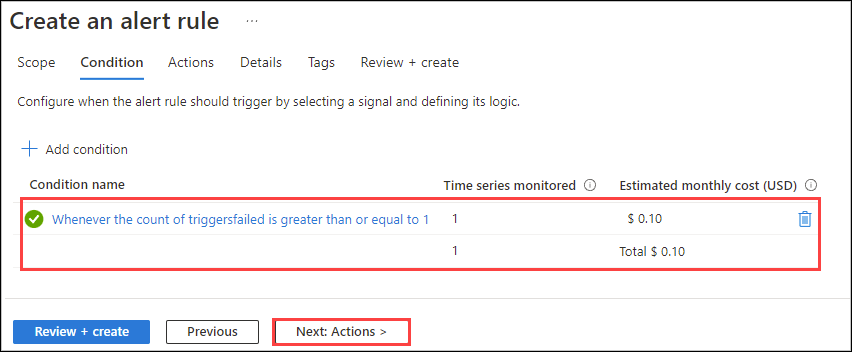 Create an alert rule ...
Scope Condition Actions Details Tags Review + create
Configure when the alert rule should trigger by selecting a signal and defining its logic.
+ Add condition
Condition name Time series monitored Estimated monthly cost (USD)
Whenever the count of triggersfailed is greater than or equal to 1 1 $ 0.10
1 Total $ 0.10
Review + create Previous Next: Actions >